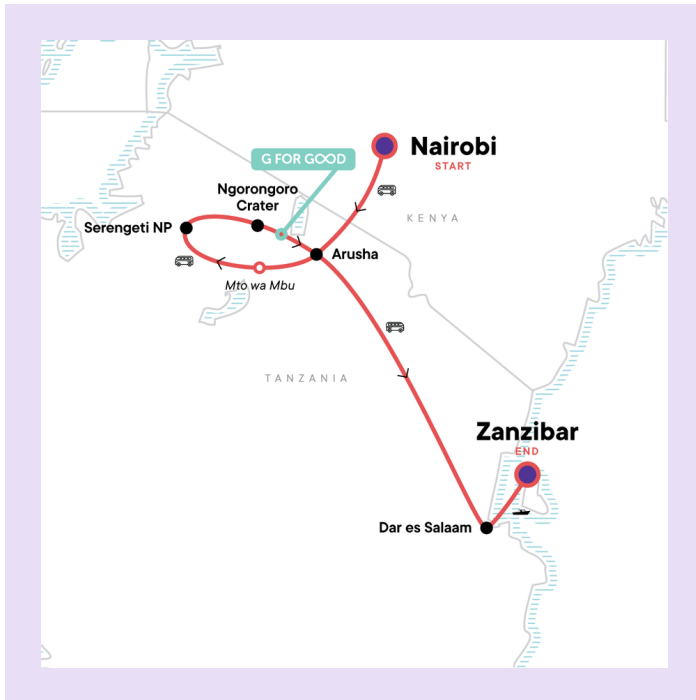 Nairobi
START
G FOR GOOD
Ngorongoro
Crater
KENYA
Serengeti NP
Arusha
Mto wa Mbu
TANZANIA
Zanzibar
END
Dar es Salaam